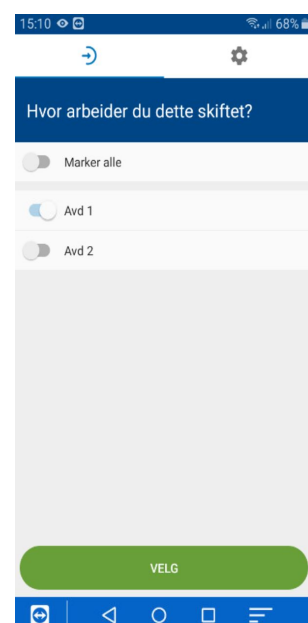 15:10 68%
Hvor arbeider du dette skiftet?
Marker alle
Avd 1
Avd 2
VELG